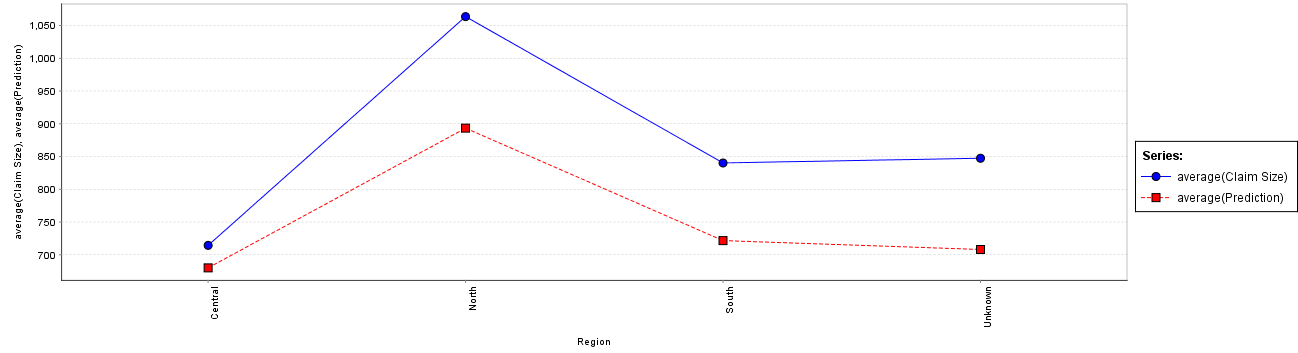 1,050
1,000
950
900
850
800
750
700
average(Claim Size), average(Prediction)
Central
North
South
Unknown
Region
Series:
average(Claim Size)
average(Prediction)